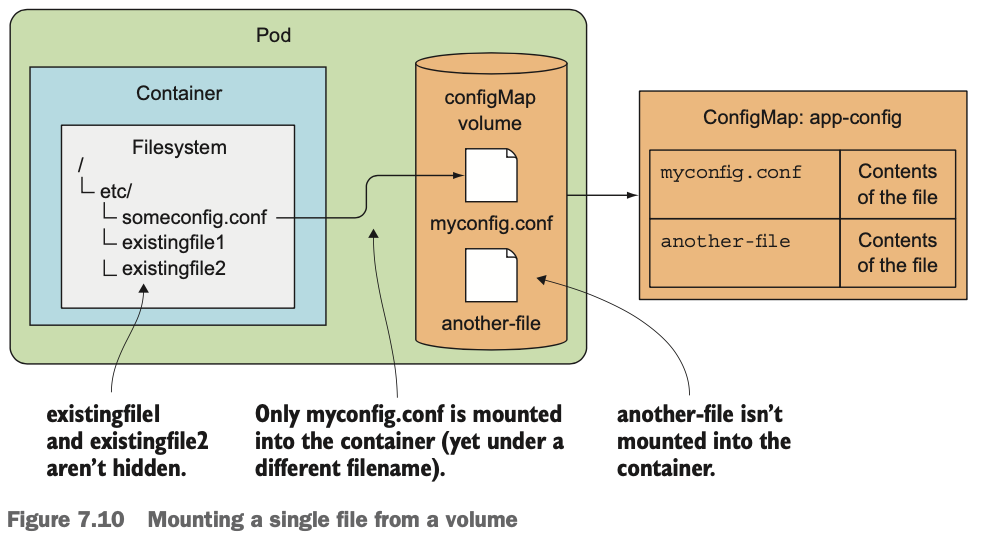 Pod
Container
Filesystem
/
etc/
someconfig.conf
existingfile1
existingfile2
configMap
volume
myconfig.conf
another-file
ConfigMap: app-config
myconfig.conf
Contents
of the file
another-file
Contents
of the file
existingfile1
and existingfile2
aren’t hidden.
Only myconfig.conf is mounted
into the container (yet under a
different filename).
another-file isn’t
mounted into the
container.
Figure 7.10 Mounting a single file from a volume